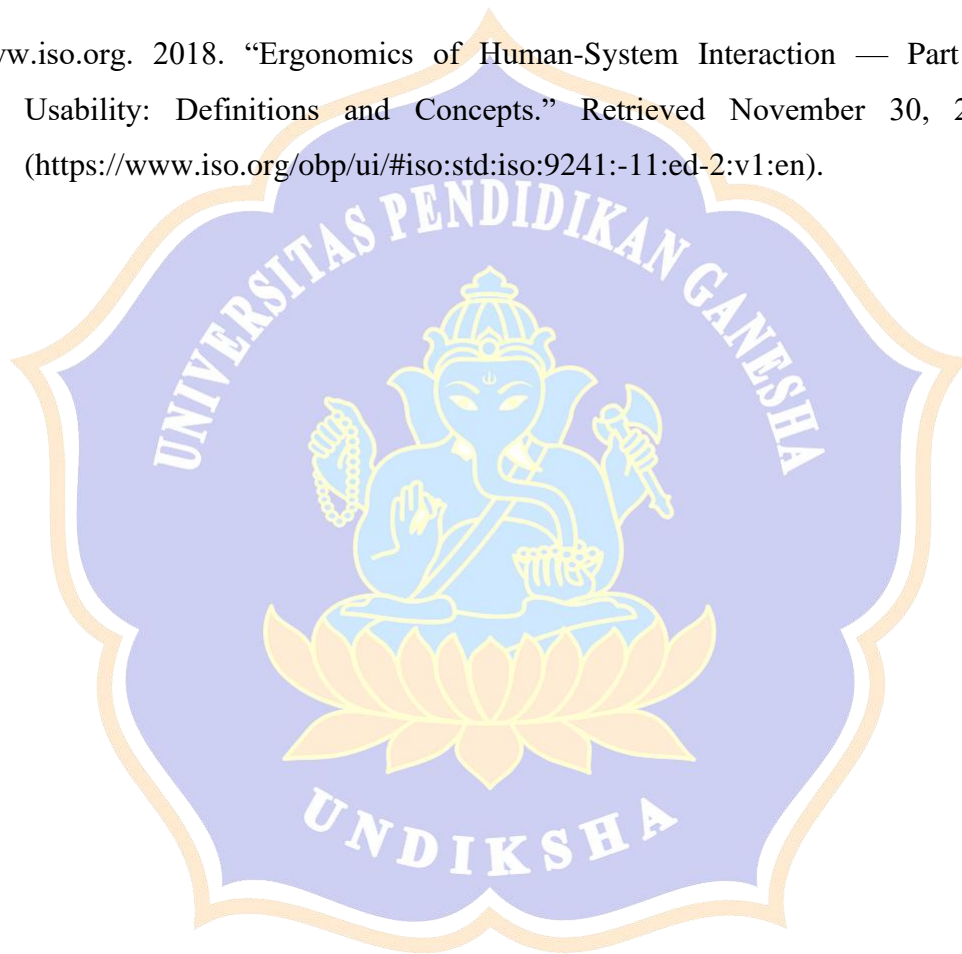 w.iso.org. 2018. “Ergonomics of Human-System Interaction — Part
Usability: Definitions and Concepts.” Retrieved November 30, 2
(https://www.iso.org/obp/ui/#iso:std:iso:9241:-11:ed-2:v1:en).
UNIVERSITAS PENDIDIKAN GANESHA
UNDIKSHA